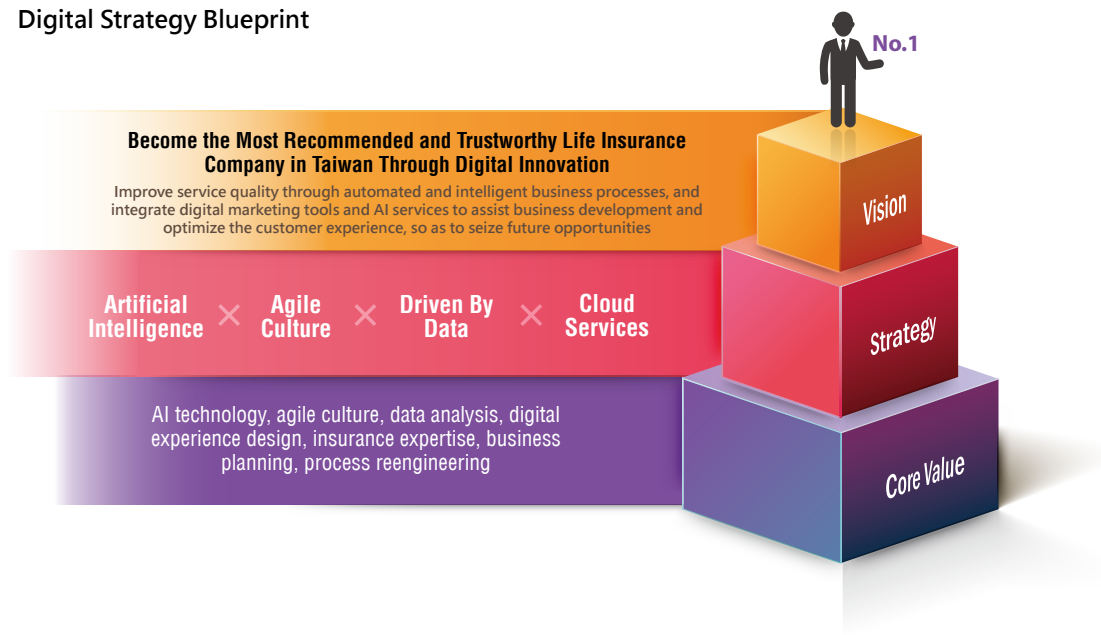 Digital Strategy Blueprint
No.1
Become the Most Recommended and Trustworthy Life Insurance
Company in Taiwan Through Digital Innovation
Improve service quality through automated and intelligent business processes, and
integrate digital marketing tools and AI services to assist business development and
optimize the customer experience, so as to seize future opportunities
Vision
Artificial
Intelligence
×
Agile
Culture
×
Driven By
Data
×
Cloud
Services
Strategy
AI technology, agile culture, data analysis, digital
experience design, insurance expertise, business
planning, process reengineering
Core Value